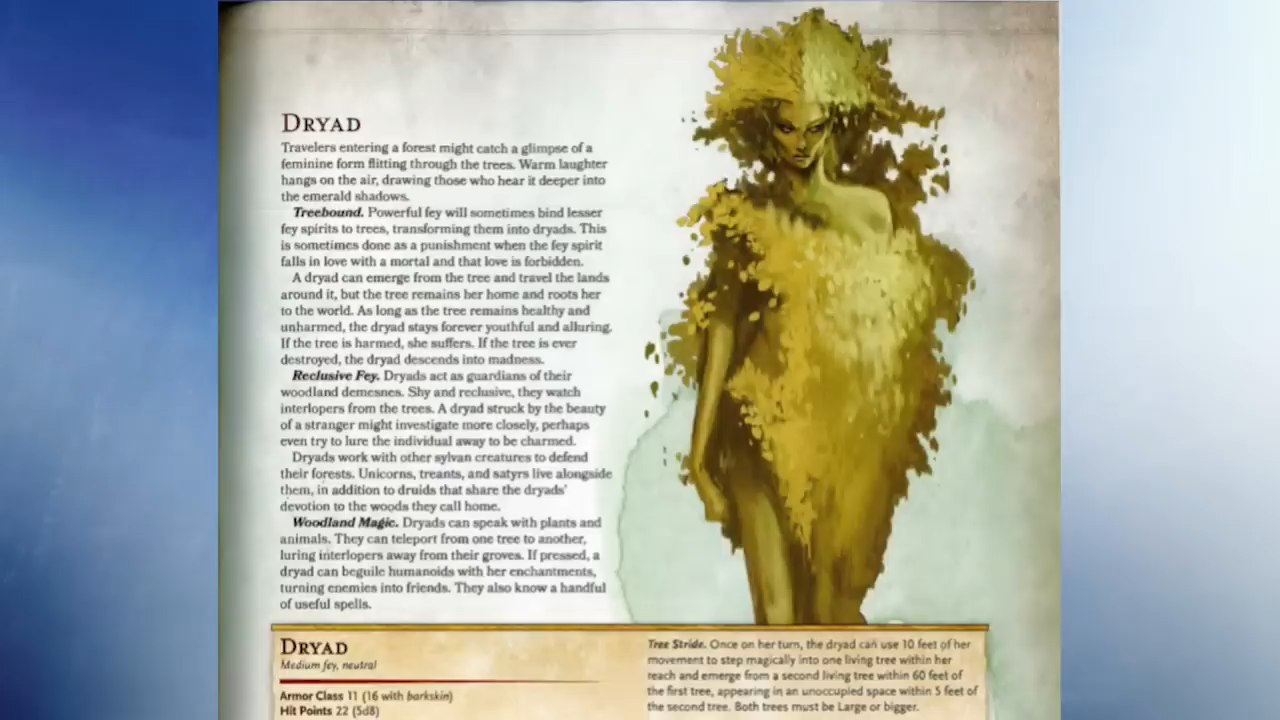 DRYAD
Travelers entering a forest might catch a glimpse of a
feminine form flitting through the trees. Warm laughter
hangs on the air, drawing those who hear it deeper into
the emerald shadows.
Treebound. Powerful fey will sometimes bind lesser
fey spirits to trees, transforming them into dryads. This
is sometimes done as a punishment when the fey spirit
falls in love with a mortal and that love is forbidden.
A dryad can emerge from the tree and travel the lands
around it, but the tree remains her home and roots her
to the world. As long as the tree remains healthy and
unharmed, the dryad stays forever youthful and alluring.
If the tree is harmed, she suffers. If the tree is ever
destroyed, the dryad descends into madness.
Reclusive Fey. Dryads act as guardians of their
woodland demesnes. Shy and reclusive, they watch
interlopers from the trees. A dryad struck by the beauty
of a stranger might investigate more closely, perhaps
even try to lure the individual away to be charmed.
Dryads work with other sylvan creatures to defend
their forests. Unicorns, treants, and satyrs live alongside
them, in addition to druids that share the dryads'
devotion to the woods they call home.
Woodland Magic. Dryads can speak with plants and
animals. They can teleport from one tree to another,
luring interlopers away from their groves. If pressed, a
dryad can beguile humanoids with her enchantments,
turning enemies into friends. They also know a handful
of useful spells.
DRYAD
Medium fey, neutral
Armor Class 11 (16 with barkskin)
Hit Points 22 (5d8)
Tree Stride. Once on her turn, the dryad can use 10 feet of her
movement to step magically into one living tree within her
reach and emerge from a second living tree within 60 feet of
the first tree, appearing in an unoccupied space within 5 feet of
the second tree. Both trees must be Large or bigger.